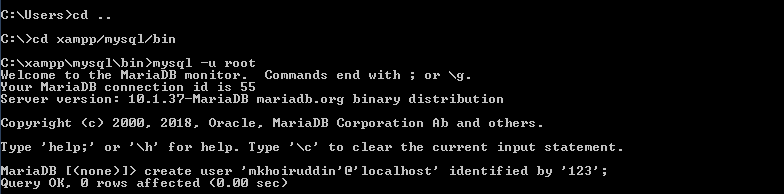 C:\Users>cd ..
C:\>cd xampp/mysql/bin
C:\xampp\mysql\bin>mysql -u root
Welcome to the MariaDB monitor.  Commands end with ; or \g.
Your MariaDB connection id is 55
Server version: 10.1.37-MariaDB mariadb.org binary distribution
Copyright (c) 2000, 2018, Oracle, MariaDB Corporation Ab and others.
Type 'help;' or '\h' for help. Type '\c' to clear the current input statement.
MariaDB [(none)]> create user 'mkhoiruddin'@'localhost' identified by '123';
Query OK, 0 rows affected (0.00 sec)